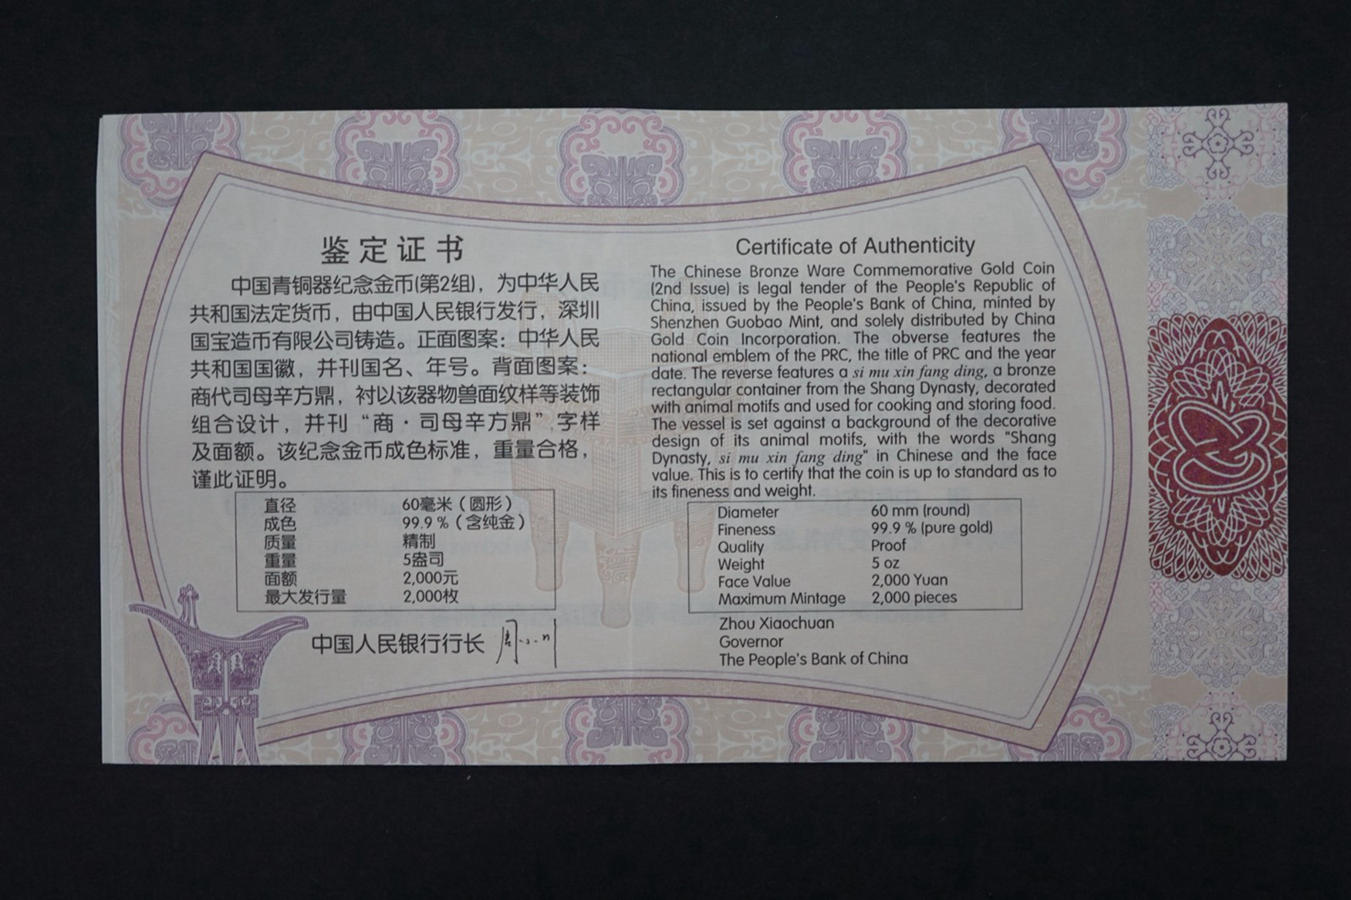 鉴定证书
中国青铜器纪念金币(第2组)，为中华人民
共和国法定货币，由中国人民银行发行，深圳
国宝造币有限公司铸造。正面图案：中华人民
共和国国徽，并刊国名、年号。背面图案：
商代司母辛方鼎，衬以该器物兽面纹样等装饰
组合设计，并刊“商·司母辛方鼎”字样
及面额。该纪念金币成色标准，重量合格，
谨此证明。
直径 60毫米（圆形）
成色 99.9％（含纯金）
质量 精制
重量 5盎司
面额 2,000元
最大发行量 2,000枚
中国人民银行行长
Certificate of Authenticity
The Chinese Bronze Ware Commemorative Gold Coin
(2nd Issue) is legal tender of the People's Republic of
China, issued by the People's Bank of China, minted by
Shenzhen Guobao Mint, and solely distributed by China
Gold Coin Incorporation. The obverse features the
national emblem of the PRC, the title of PRC and the year
date. The reverse features a si mu xin fang ding, a bronze
rectangular container from the Shang Dynasty, decorated
with animal motifs and used for cooking and storing food.
The vessel is set against a background of the decorative
design of its animal motifs, with the words "Shang
Dynasty, si mu xin fang ding" in Chinese and the face
value. This is to certify that the coin is up to standard as to
its fineness and weight.
Diameter 60 mm (round)
Fineness 99.9 % (pure gold)
Quality Proof
Weight 5 oz
Face Value 2,000 Yuan
Maximum Mintage 2,000 pieces
Zhou Xiaochuan
Governor
The People's Bank of China